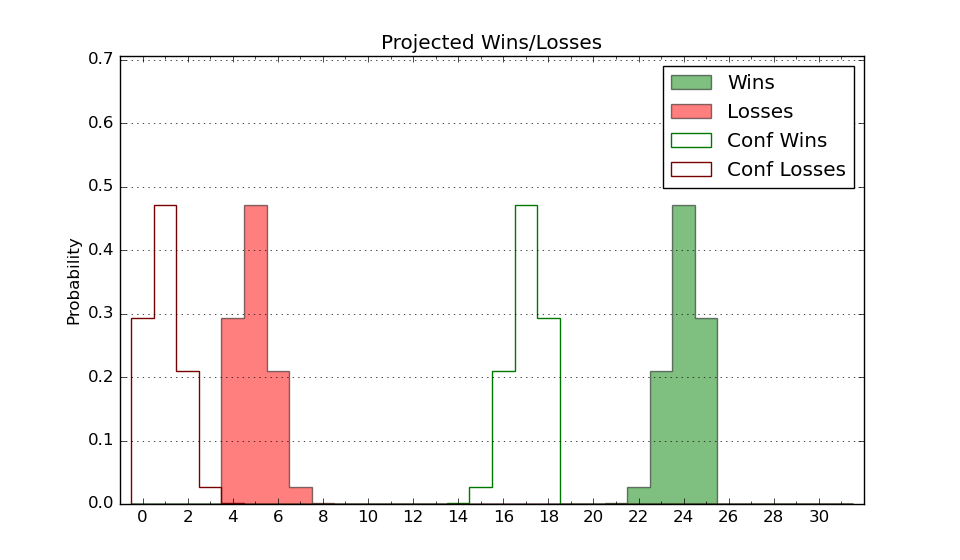 Projected Wins/Losses
0.7
0.6
0.5
0.4
0.3
0.2
0.1
0.0
Probability
Wins
Losses
Conf Wins
Conf Losses
0 2 4 6 8 10 12 14 16 18 20 22 24 26 28 30